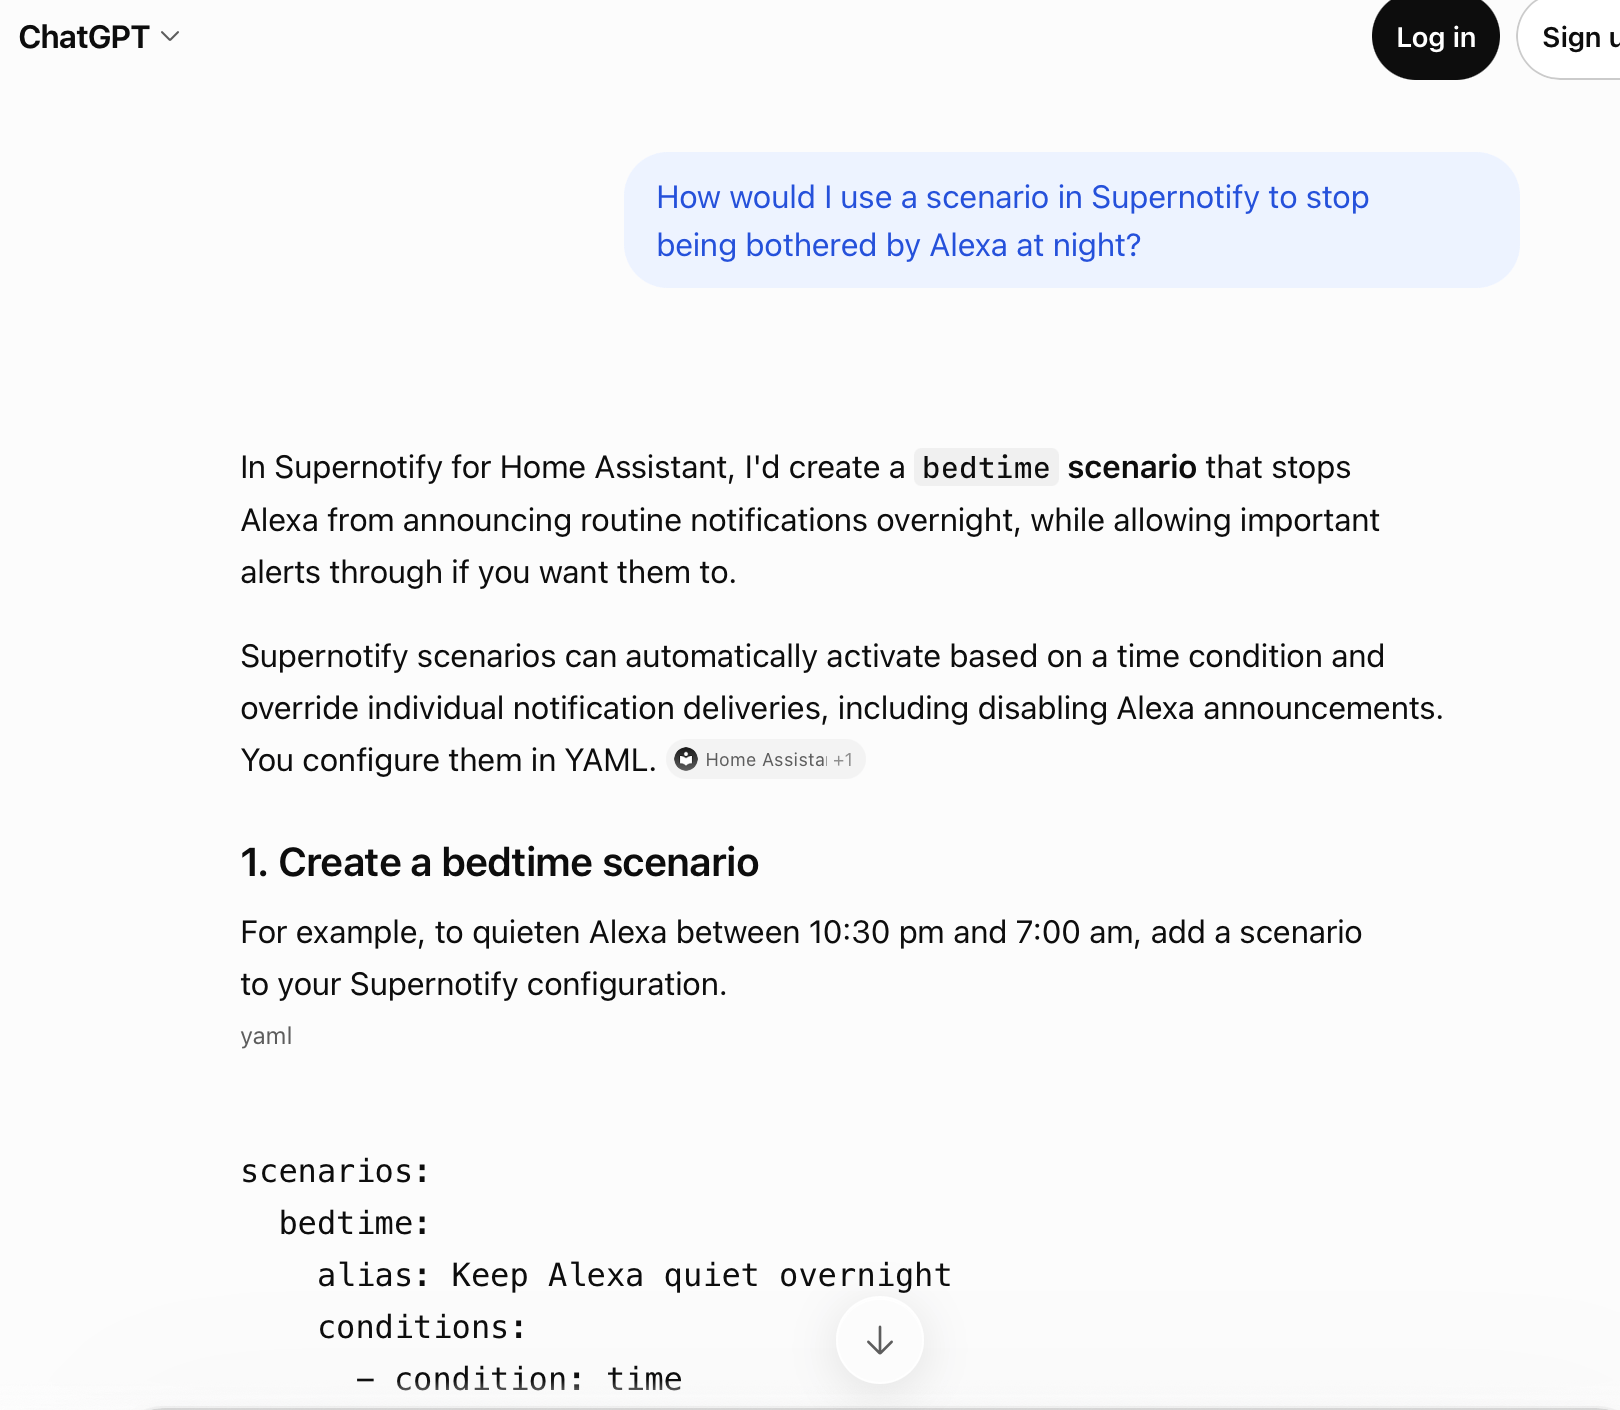 ChatGPT
Log in
Sign u
How would I use a scenario in Supernotify to stop
being bothered by Alexa at night?
In Supernotify for Home Assistant, I'd create a bedtime scenario that stops
Alexa from announcing routine notifications overnight, while allowing important
alerts through if you want them to.
Supernotify scenarios can automatically activate based on a time condition and
override individual notification deliveries, including disabling Alexa announcements.
You configure them in YAML. Home Assista +1
1. Create a bedtime scenario
For example, to quieten Alexa between 10:30 pm and 7:00 am, add a scenario
to your Supernotify configuration.
yaml
scenarios:
  bedtime:
    alias: Keep Alexa quiet overnight
    conditions:
      - condition: time